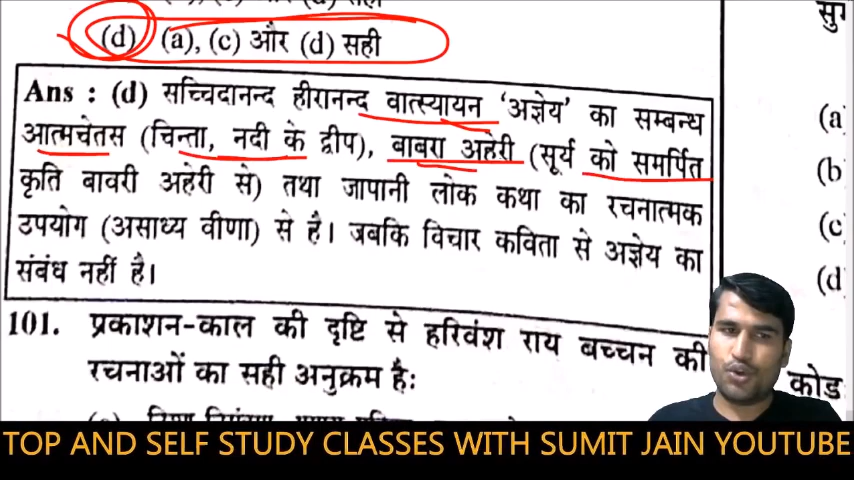 (d) (a), (c) और (d) सही
Ans : (d) सच्चिदानन्द हीरानन्द वात्स्यायन 'अज्ञेय' का सम्बन्ध
आत्मचेतस (चिन्ता, नदी के द्वीप), बाबरा अहेरी (सूर्य को समर्पित
कृति बावरी अहेरी से) तथा जापानी लोक कथा का रचनात्मक
उपयोग (असाध्य वीणा) से है। जबकि विचार कविता से अज्ञेय का
संबंध नहीं है।
101. प्रकाशन-काल की दृष्टि से हरिवंश राय बच्चन की
रचनाओं का सही अनुक्रम है:
(a
(b
(c
(d
कोड
TOP AND SELF STUDY CLASSES WITH SUMIT JAIN YOUTUBE